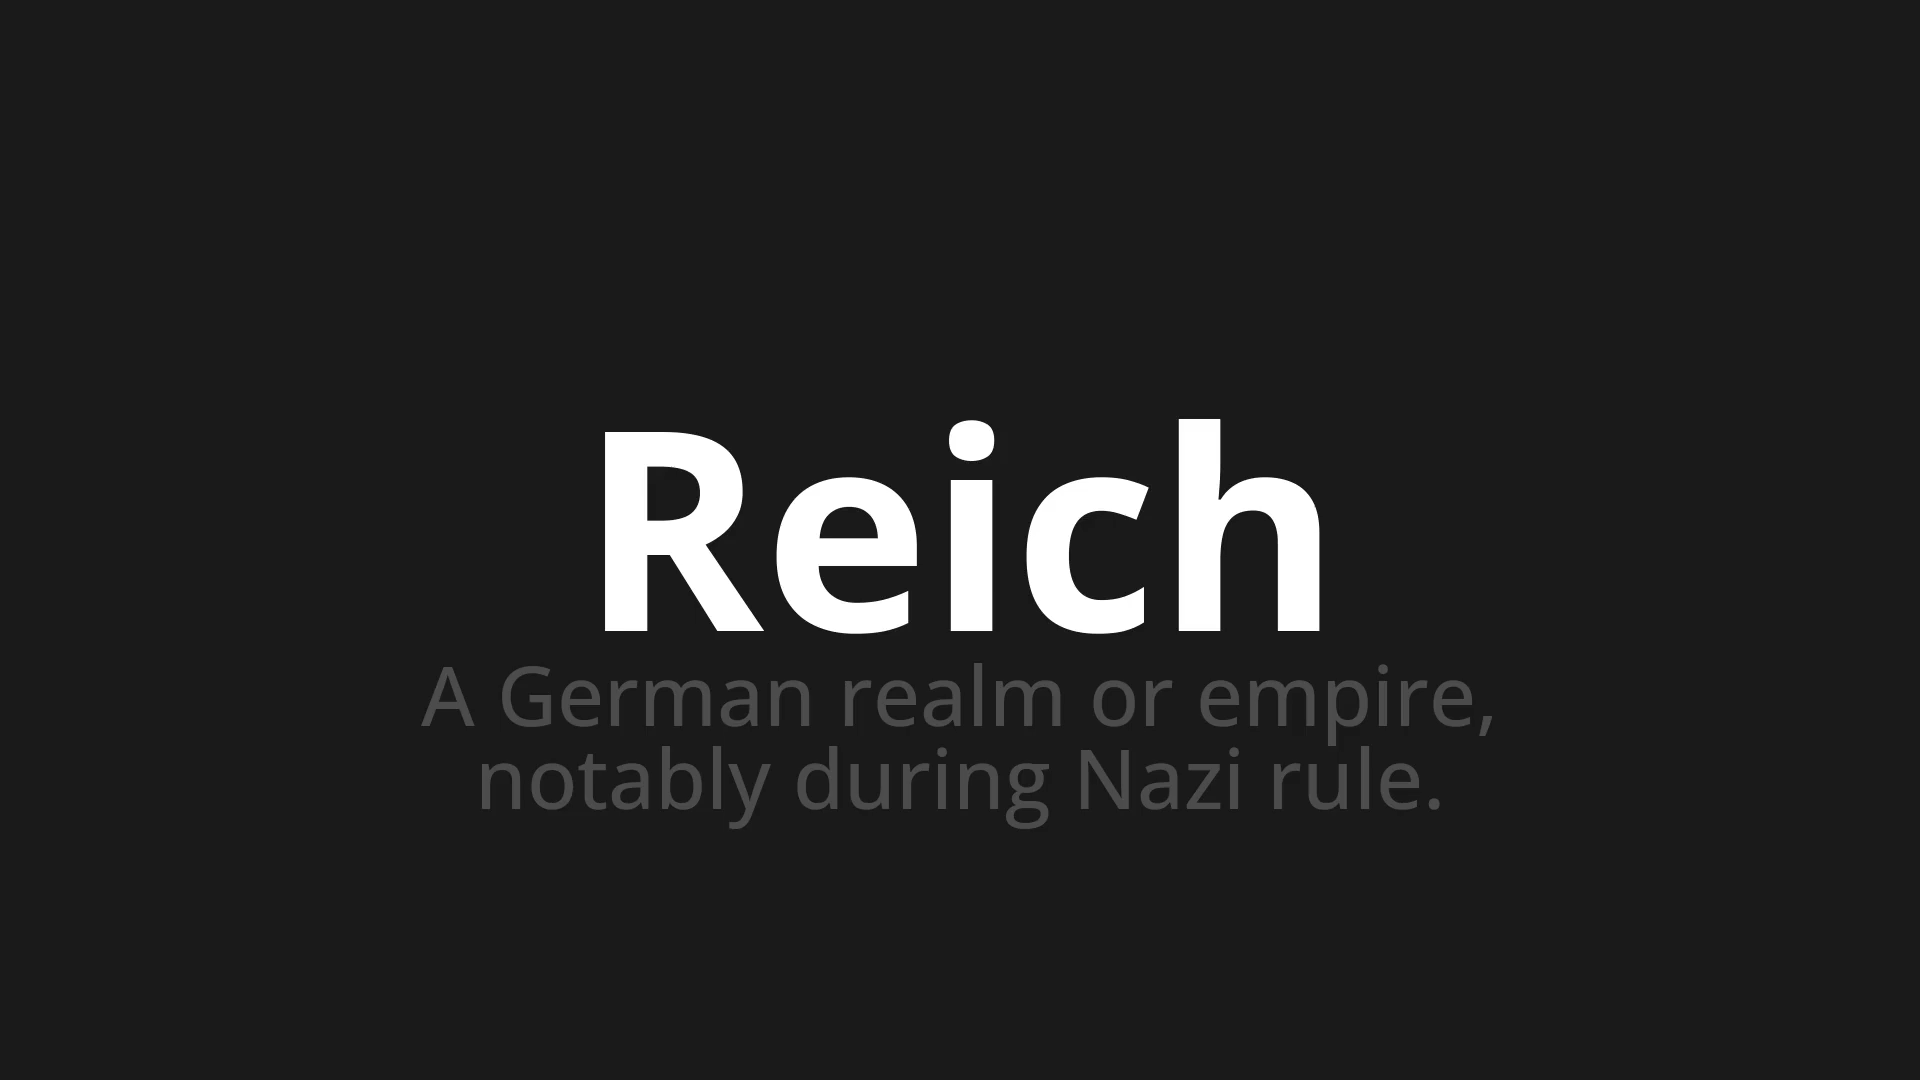 Reich
A German realm or empire,
notably during Nazi rule.